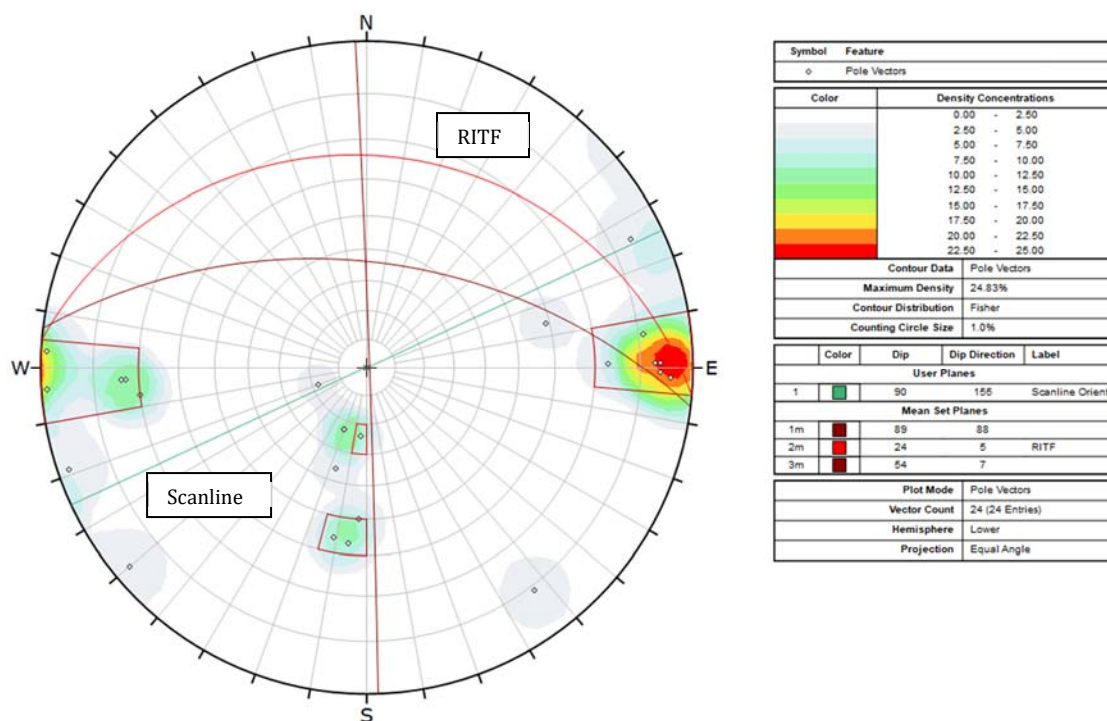 N
RITF
W
E
Scanline
S
Symbol Feature
Pole Vectors
Color Density Concentrations
0.00 - 2.50
2.50 - 5.00
5.00 - 7.50
7.50 - 10.00
10.00 - 12.50
12.50 - 15.00
15.00 - 17.50
17.50 - 20.00
20.00 - 22.50
22.50 - 25.00
Contour Data Pole Vectors
Maximum Density 24.83%
Contour Distribution Fisher
Counting Circle Size 1.0%
Color Dip Dip Direction Label
User Planes
1 90 155 Scanline Orient
Mean Set Planes
1m 89 88
2m 24 5 RITF
3m 54 7
Plot Mode Pole Vectors
Vector Count 24 (24 Entries)
Hemisphere Lower
Projection Equal Angle